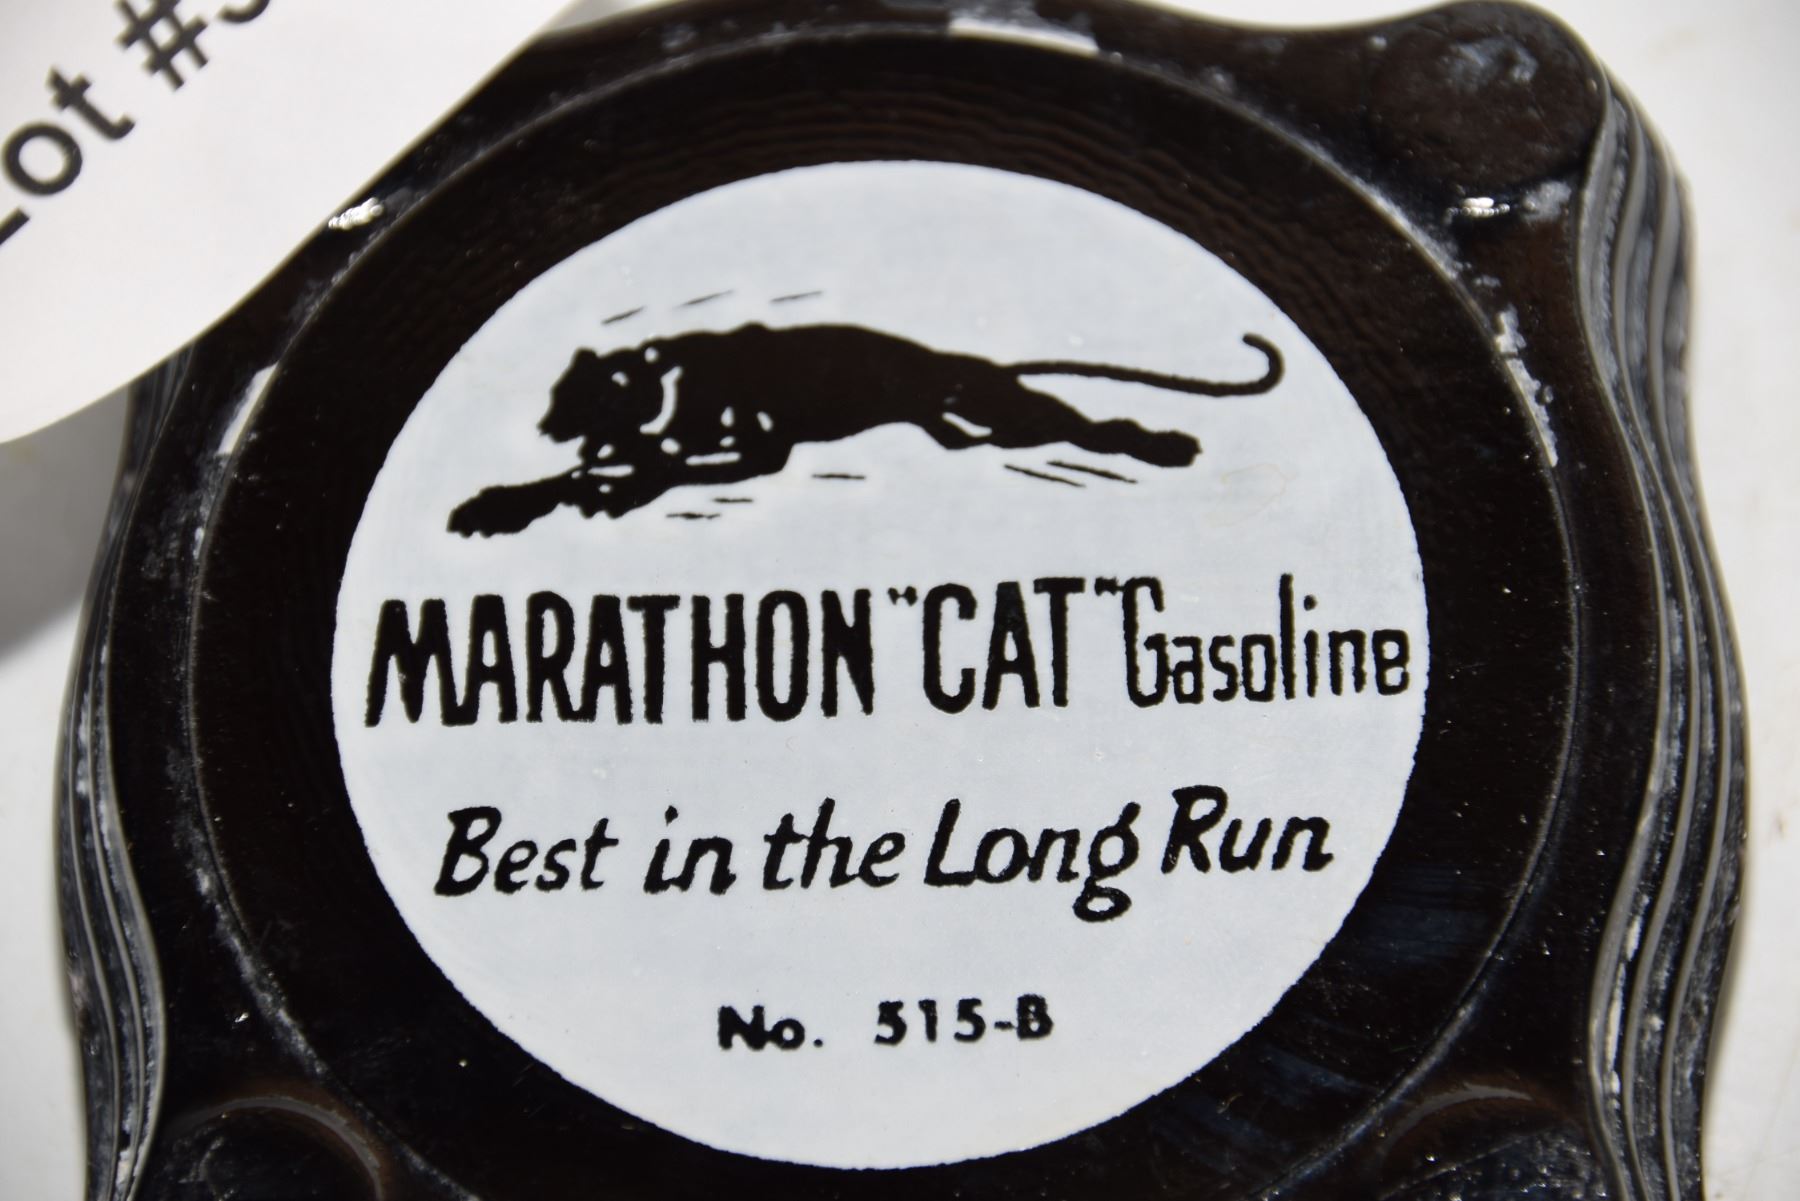 Lot #
MARATHON "CAT" Gasoline
Best in the Long Run
No. 515-B